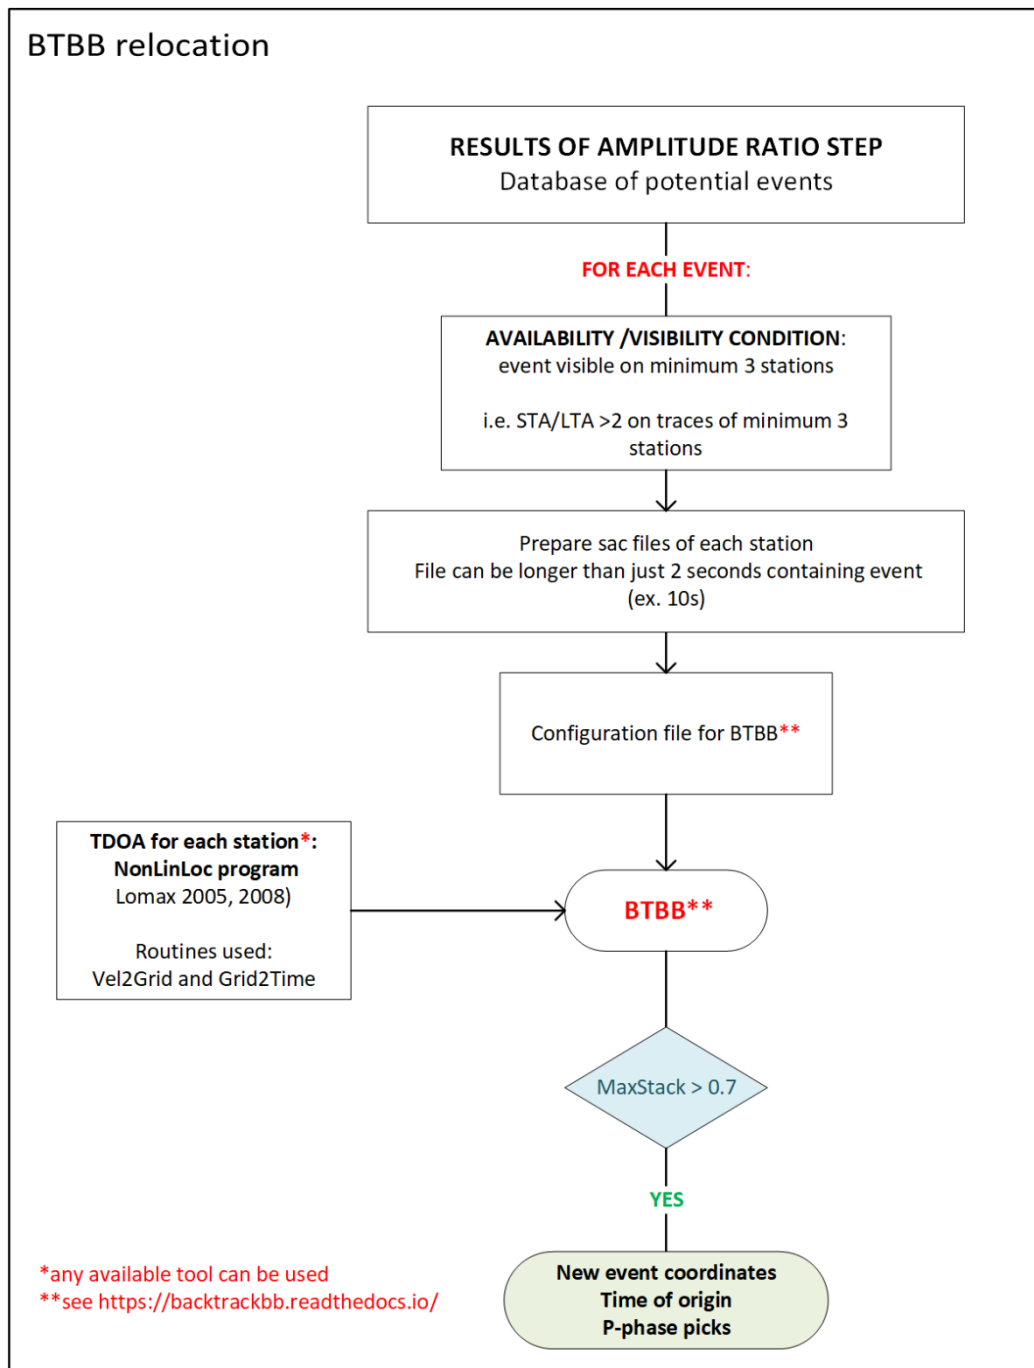 BTBB relocation
RESULTS OF AMPLITUDE RATIO STEP
Database of potential events
FOR EACH EVENT:
AVAILABILITY /VISIBILITY CONDITION:
event visible on minimum 3 stations
i.e. STA/LTA >2 on traces of minimum 3
stations
Prepare sac files of each station
File can be longer than just 2 seconds containing event
(ex. 10s)
Configuration file for BTBB**
TDOA for each station*:
NonLinLoc program
Lomax 2005, 2008)
Routines used:
Vel2Grid and Grid2Time
BTBB**
MaxStack > 0.7
YES
New event coordinates
Time of origin
P-phase picks
*any available tool can be used
**see https://backtrackbb.readthedocs.io/